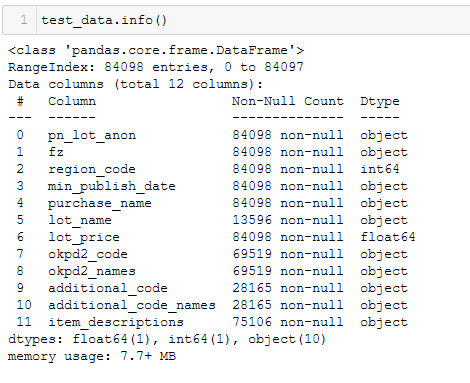 1 test_data.info()
<class 'pandas.core.frame.DataFrame'>
RangeIndex: 84098 entries, 0 to 84097
Data columns (total 12 columns):
 #   Column                 Non-Null Count  Dtype
---  ------                 --------------  -----
 0   pn_lot_anon            84098 non-null  object
 1   fz                     84098 non-null  object
 2   region_code            84098 non-null  int64
 3   min_publish_date       84098 non-null  object
 4   purchase_name          84098 non-null  object
 5   lot_name               13596 non-null  object
 6   lot_price              84098 non-null  float64
 7   okpd2_code             69519 non-null  object
 8   okpd2_names            69519 non-null  object
 9   additional_code        28165 non-null  object
 10  additional_code_names  28165 non-null  object
 11  item_descriptions      75106 non-null  object
dtypes: float64(1), int64(1), object(10)
memory usage: 7.7+ MB